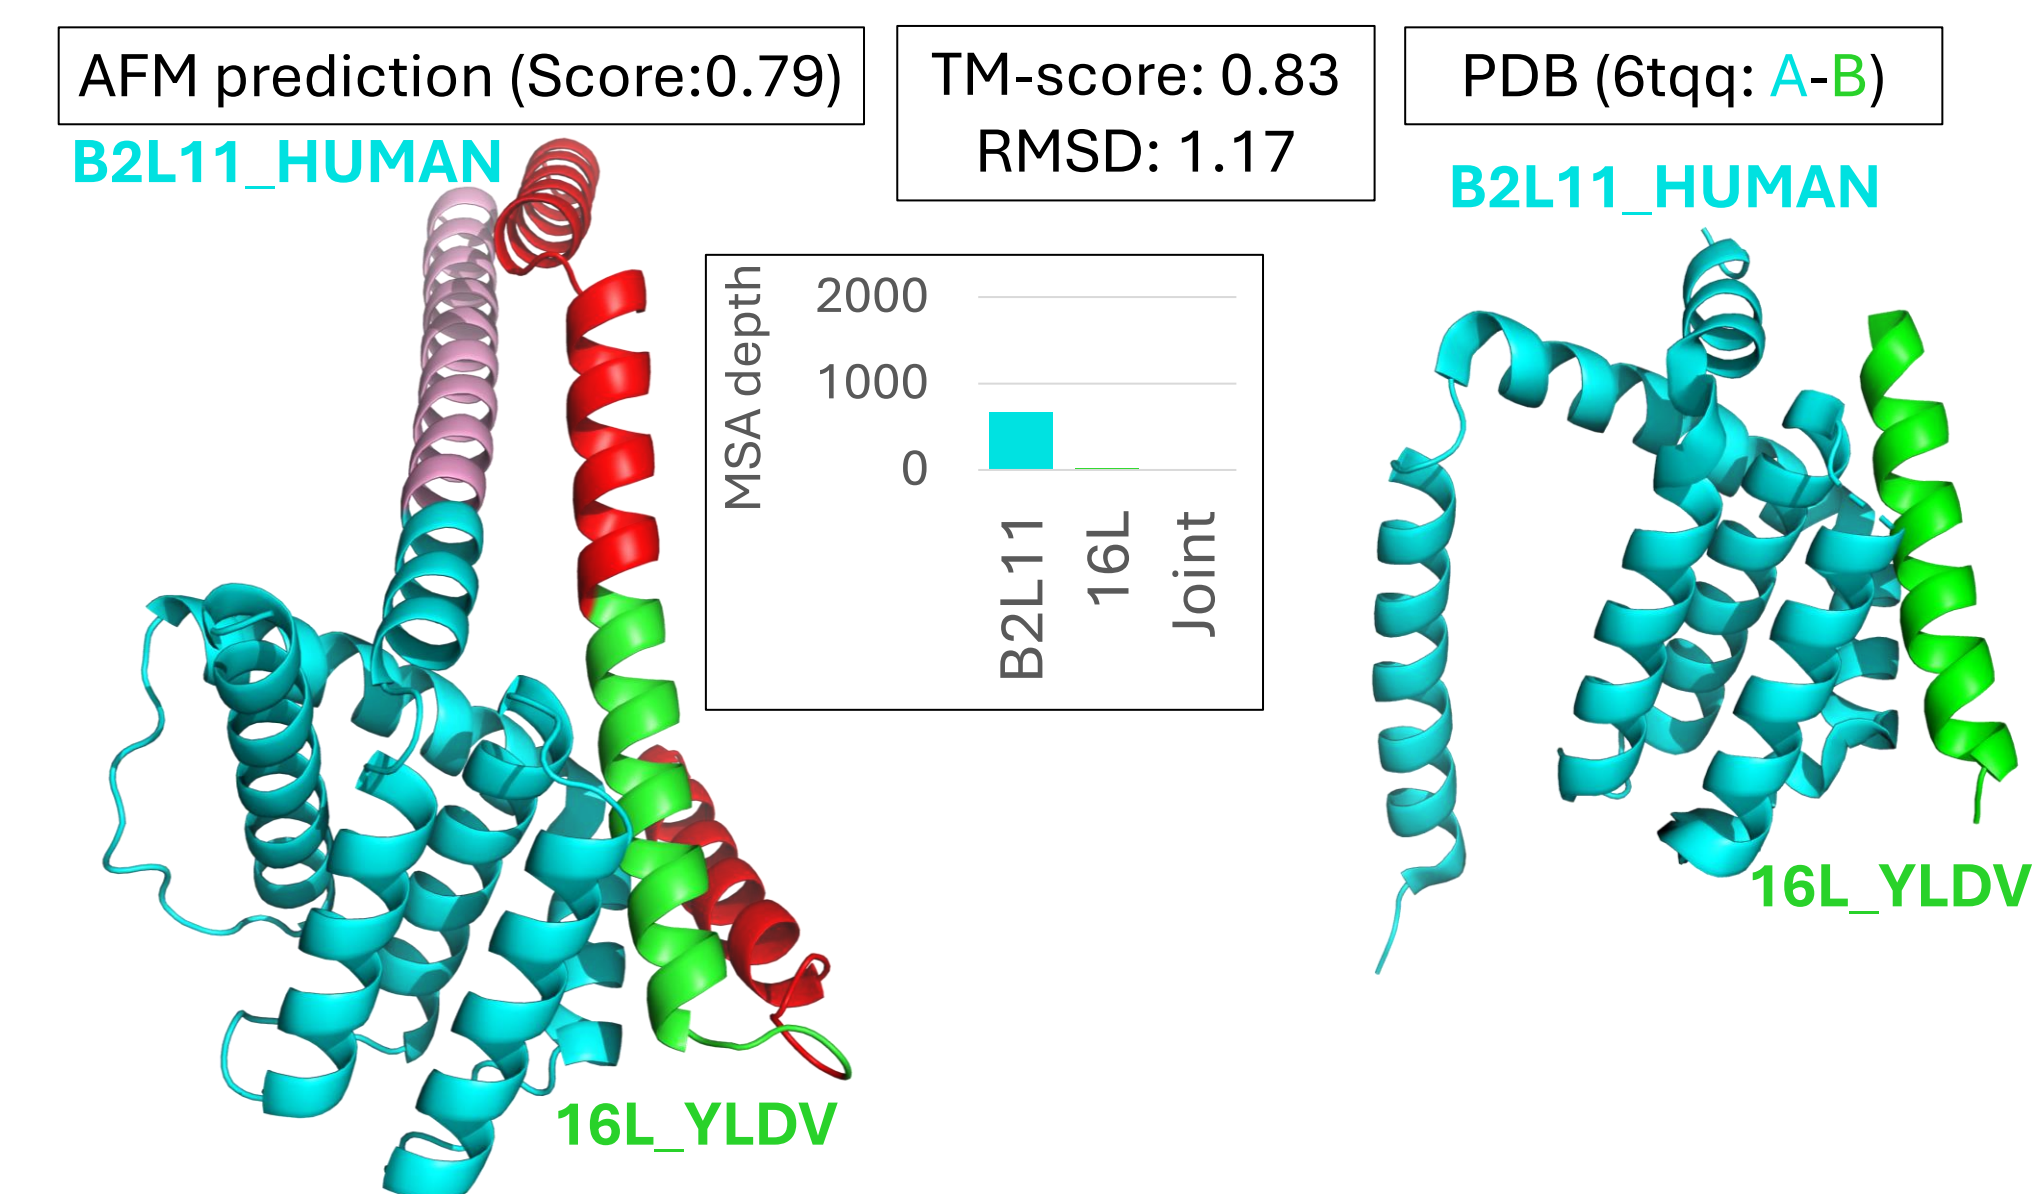 AFM prediction (Score:0.79)
TM-score: 0.83
RMSD: 1.17
PDB (6tqq: A-B)
B2L11_HUMAN
B2L11_HUMAN
MSA depth
2000
1000
0
B2L11
16L
Joint
16L_YLDV
16L_YLDV